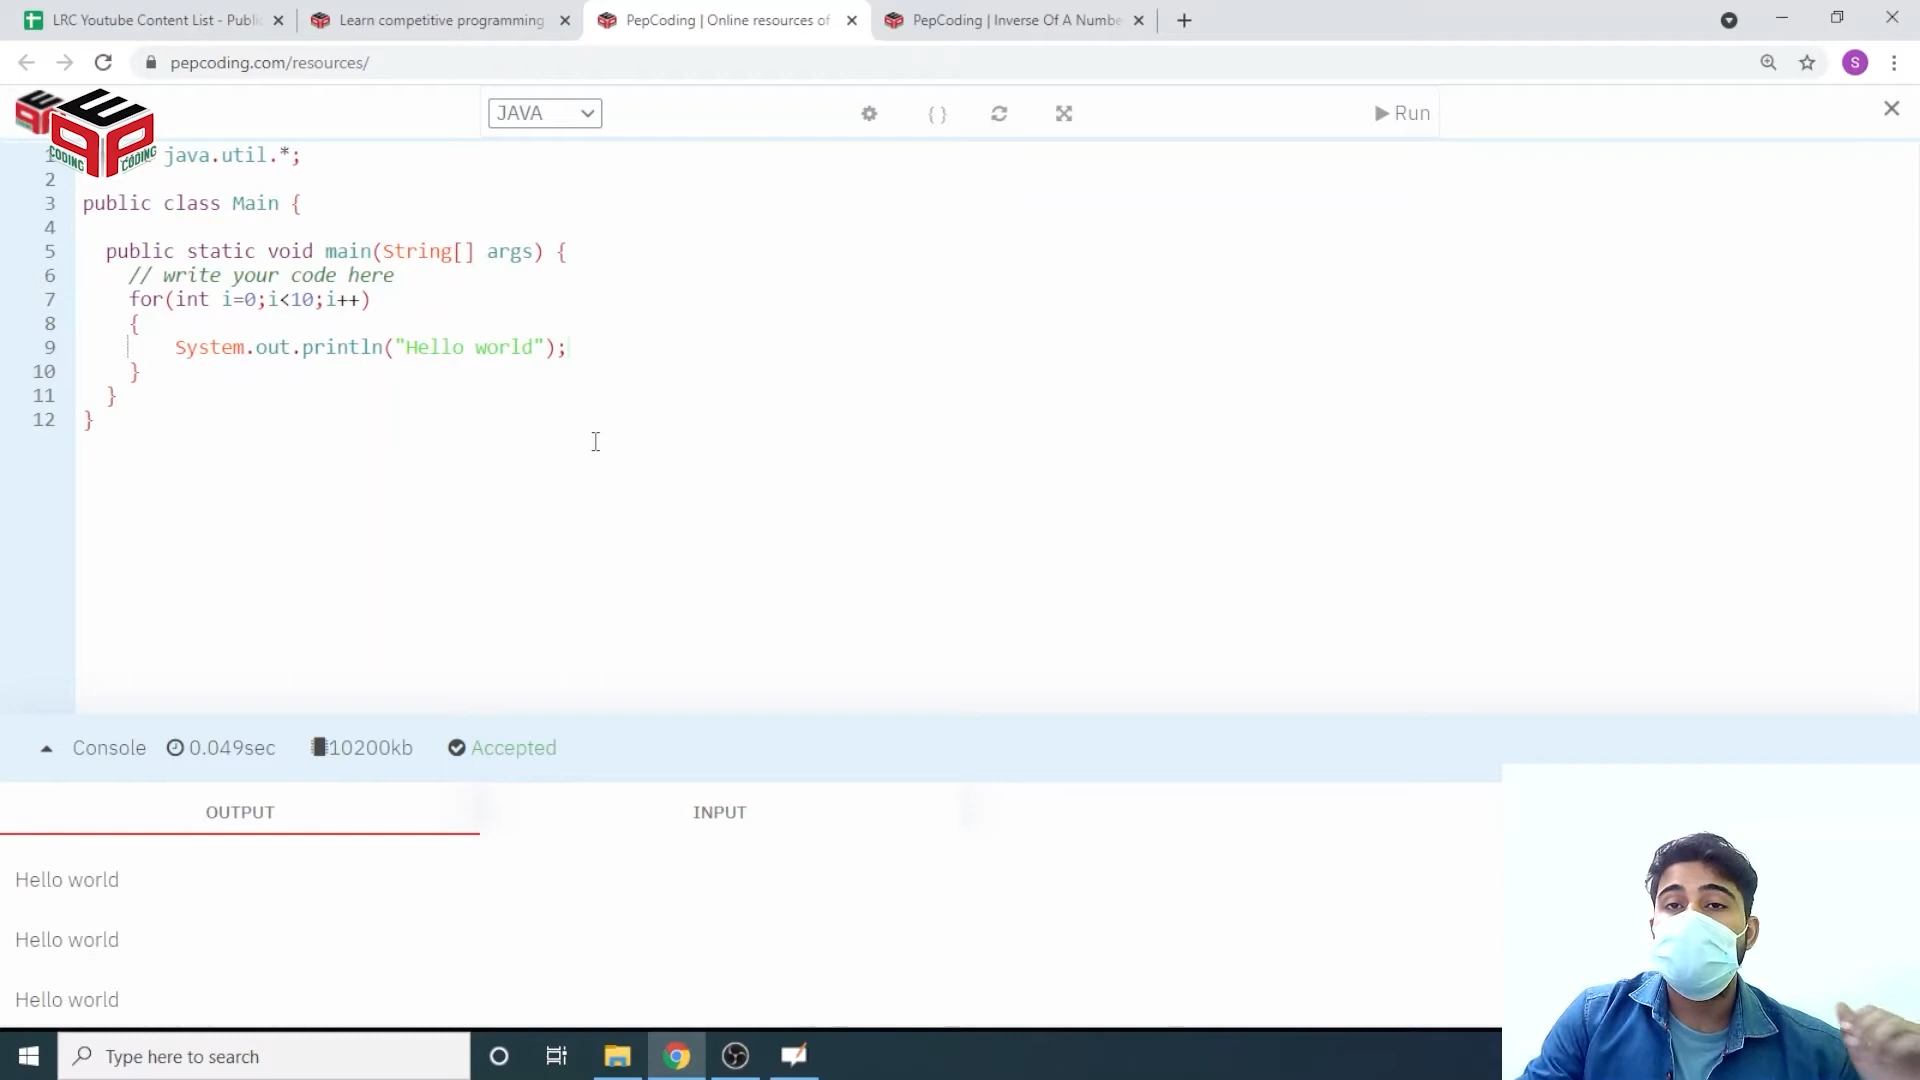 LRC Youtube Content List - Public
Learn competitive programming
PepCoding | Online resources of
PepCoding | Inverse Of A Numbe
pepcoding.com/resources/
S
CODING CODING
JAVA
{ }
Run
1 java.util.*;
2
3 public class Main {
4
5 public static void main(String[] args) {
6 // write your code here
7 for(int i=0;i<10;i++)
8 {
9 System.out.println("Hello world");
10 }
11 }
12 }
Console 0.049sec 10200kb Accepted
OUTPUT INPUT
Hello world
Hello world
Hello world
Type here to search